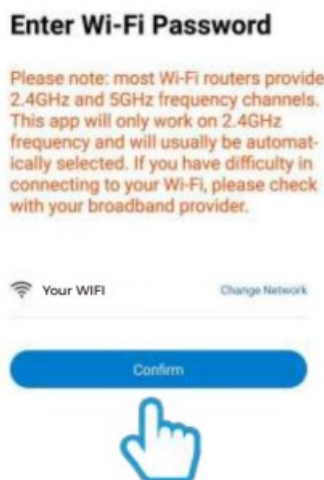 Enter Wi-Fi Password
Please note: most Wi-Fi routers provide
2.4GHz and 5GHz frequency channels.
This app will only work on 2.4GHz
frequency and will usually be automat-
ically selected. If you have difficulty in
connecting to your Wi-Fi, please check
with your broadband provider.
Your WIFI Change Network
Confirm